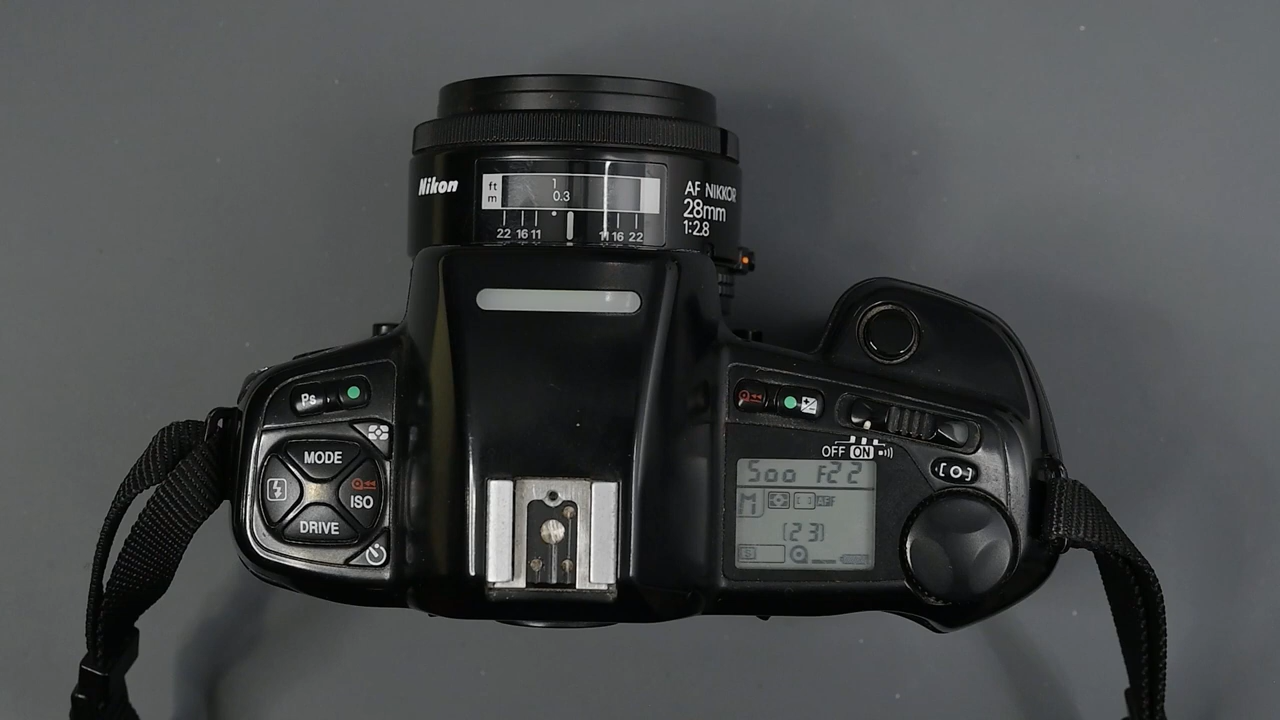 Nikon
ft
m
1
0.3
22 16 11 11 16 22
AF NIKKOR
28mm
1:2.8
Ps
MODE
ISO
DRIVE
OFF ON
500 F22
M [ ] AF
[23]
S